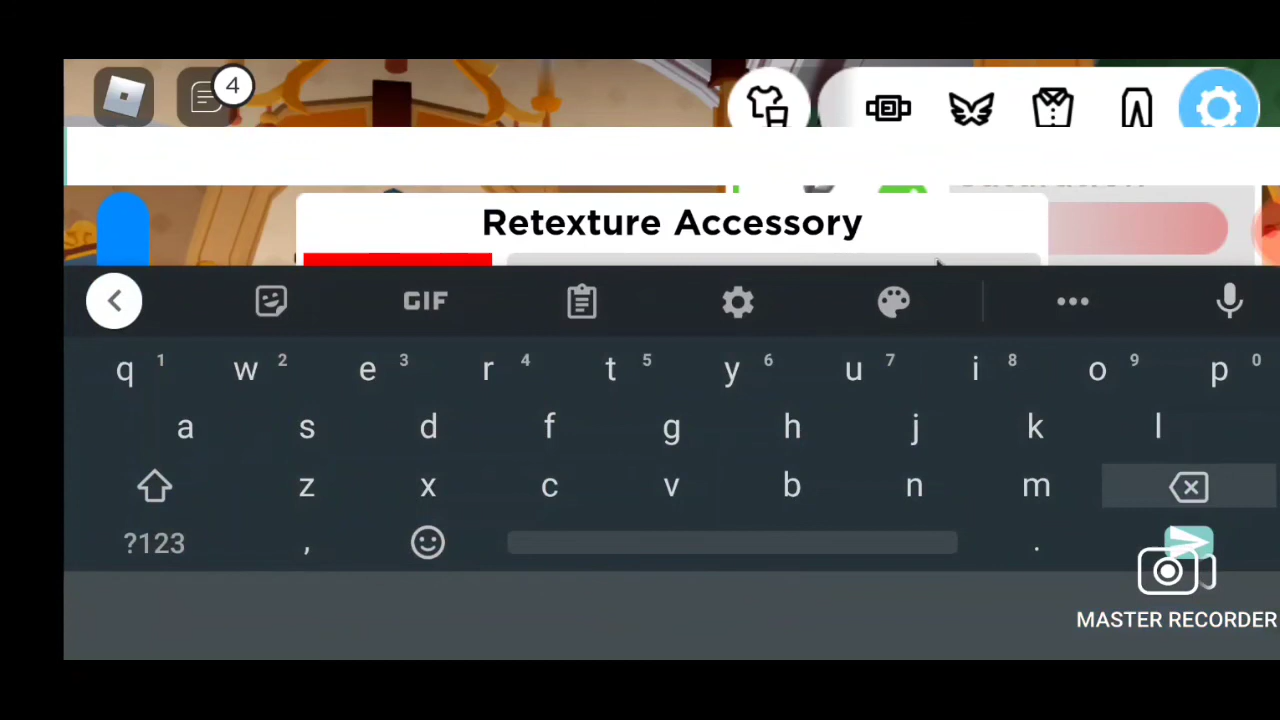 4
Retexture Accessory
GIF
q 1 w 2 e 3 r 4 t 5 y 6 u 7 i 8 o 9 p 0
a s d f g h j k l
z x c v b n m
?123 , .
MASTER RECORDER